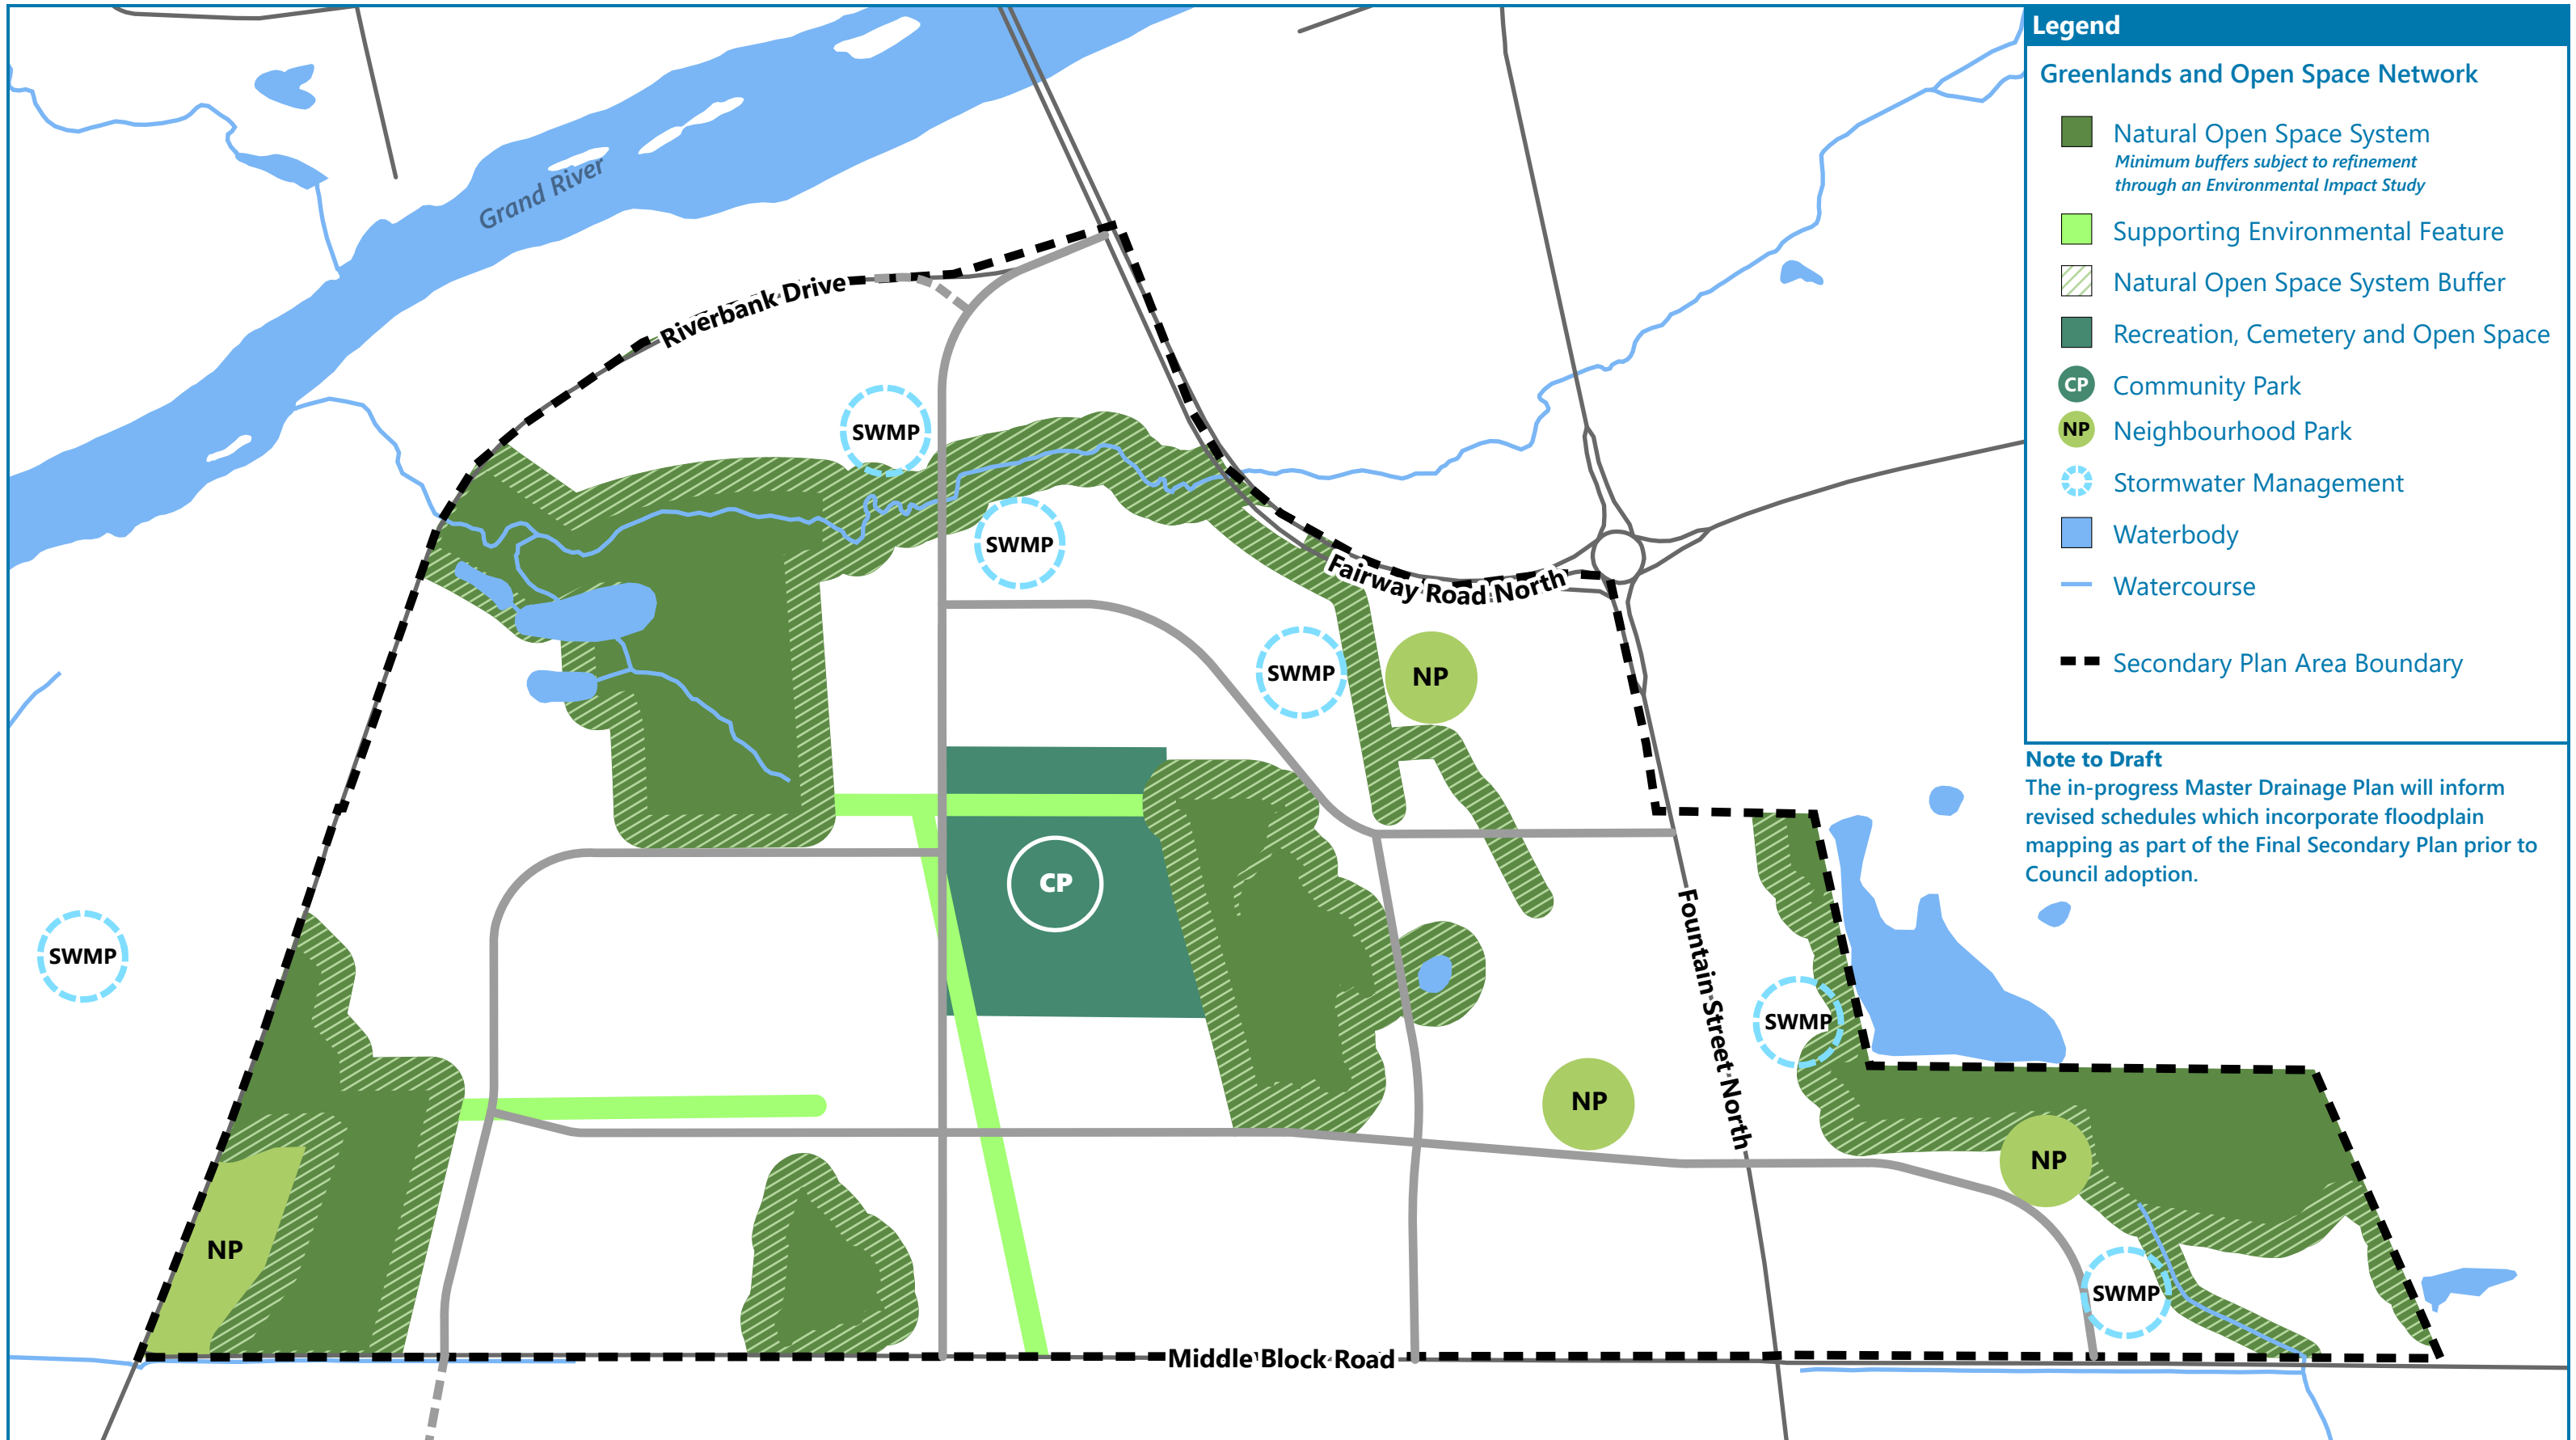 Legend
Greenlands and Open Space Network
Natural Open Space System
Minimum buffers subject to refinement
through an Environmental Impact Study
Supporting Environmental Feature
Natural Open Space System Buffer
Recreation, Cemetery and Open Space
CP Community Park
NP Neighbourhood Park
Stormwater Management
Waterbody
Watercourse
Secondary Plan Area Boundary
Note to Draft
The in-progress Master Drainage Plan will inform
revised schedules which incorporate floodplain
mapping as part of the Final Secondary Plan prior to
Council adoption.
Grand River
Riverbank Drive
SWMP
SWMP
Fairway Road North
SWMP
NP
CP
SWMP
Fountain Street North
SWMP
NP
NP
NP
SWMP
Middle Block Road